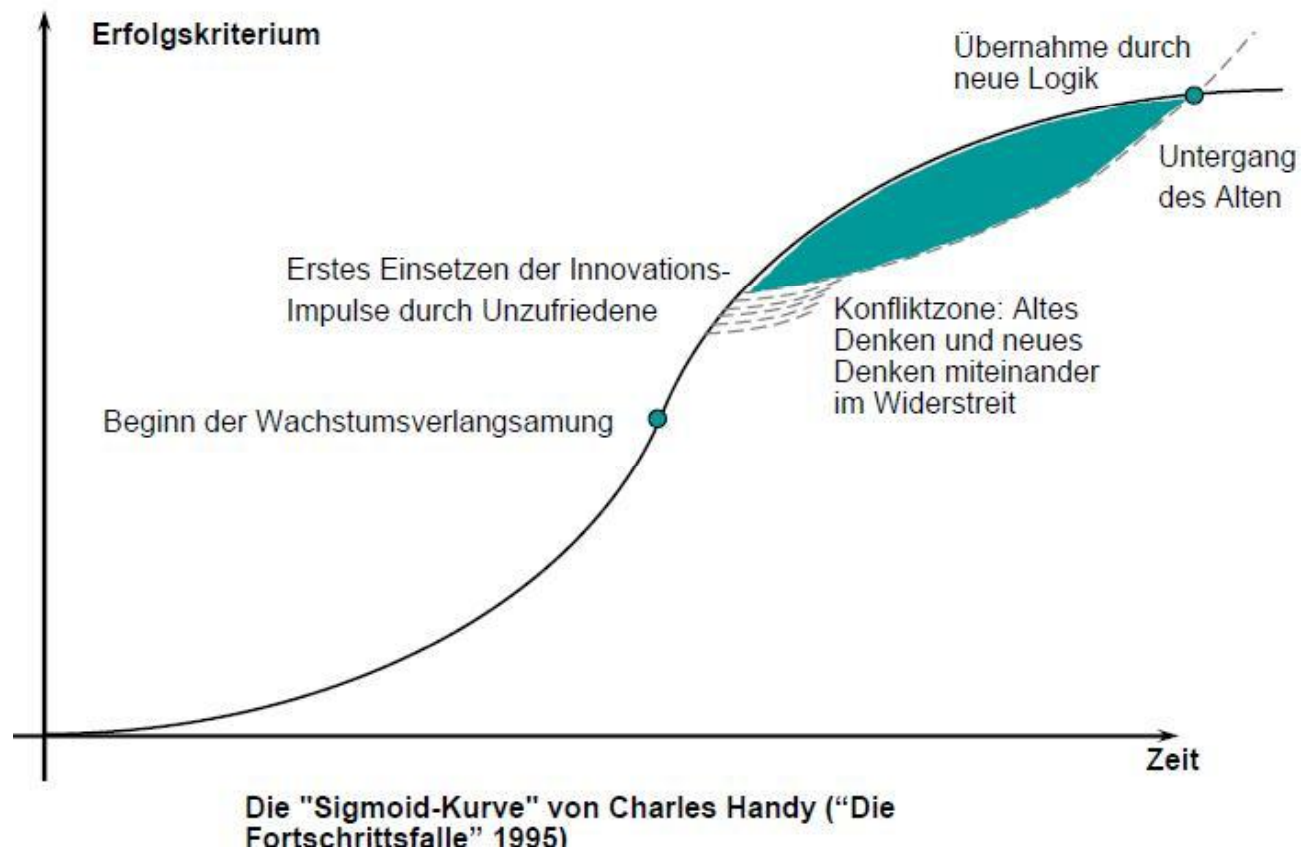 Erfolgskriterium
Übernahme durch
neue Logik
Untergang
des Alten
Erstes Einsetzen der Innovations-
Impulse durch Unzufriedene
Konfliktzone: Altes
Denken und neues
Denken miteinander
im Widerstreit
Beginn der Wachstumsverlangsamung
Zeit
Die "Sigmoid-Kurve" von Charles Handy (“Die
Fortschrittsfalle” 1995)